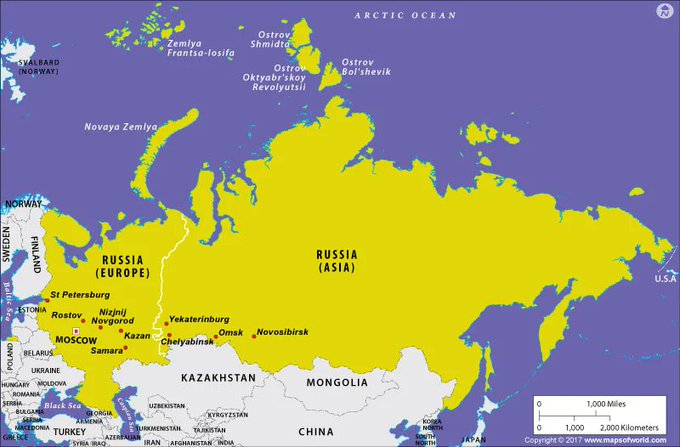 ARCTIC OCEAN
N
SVALBARD
(NORWAY)
Zemlya
Frantsa-Iosifa
Ostrov
Shmidta
Ostrov
Oktyabr'skoy
Revolyutsii
Ostrov
Bol'shevik
Novaya Zemlya
NORWAY
SWEDEN
FINLAND
RUSSIA
(EUROPE)
RUSSIA
(ASIA)
U.S.A
Baltic Sea
St Petersburg
ESTONIA
Rostov
Nizjnij
Novgorod
Yekaterinburg
MOSCOW
Kazan
Chelyabinsk
Omsk
Novosibirsk
Samara
POLAND
BELARUS
UKRAINE
KAZAKHSTAN
MONGOLIA
HUNGARY
MOLDOVA
ROMANIA
SERBIA
BULGARIA
Black Sea
SERBIA
MACEDONIA
GREECE
TURKEY
GEORGIA
ARMENIA
AZERBAIJAN
Caspian Sea
SYRIA
IRAQ
IRAN
UZBEKISTAN
TURKMENISTAN
KYRGYZSTAN
TAJIKISTAN
AFGHANISTAN
INDIA
CHINA
KOREA
NORTH
SOUTH
NORTH
JAPAN
0 1,000 Miles
0 1,000 2,000 Kilometers
Copyright © 2017 www.mapsofworld.com